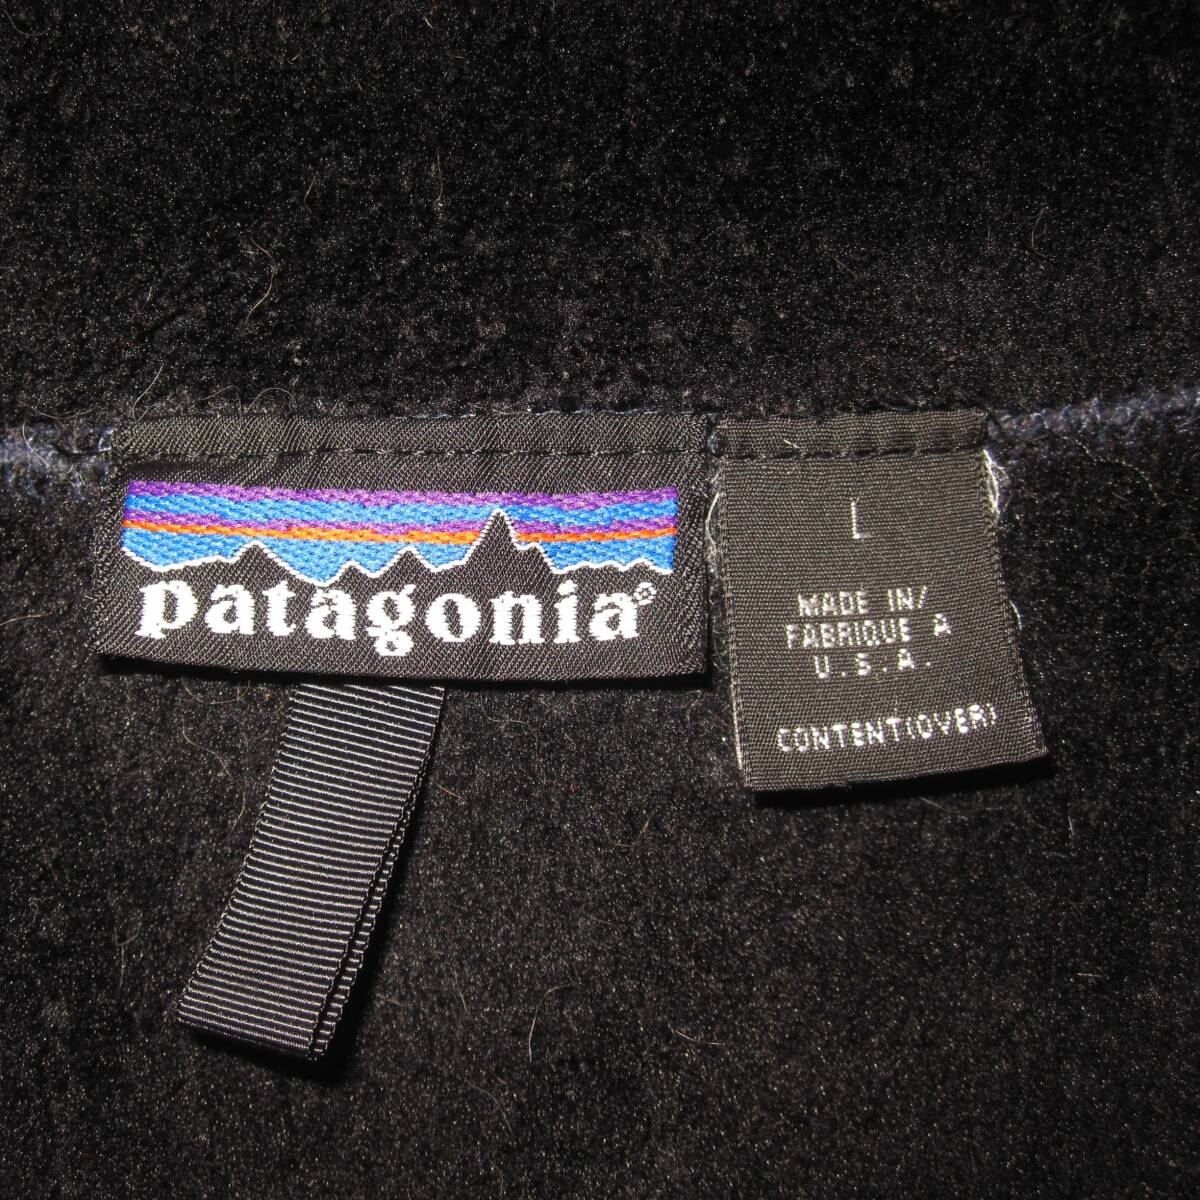 patagonia®
L
MADE IN/
FABRIQUE A
U.S.A.
CONTENT(OVER)